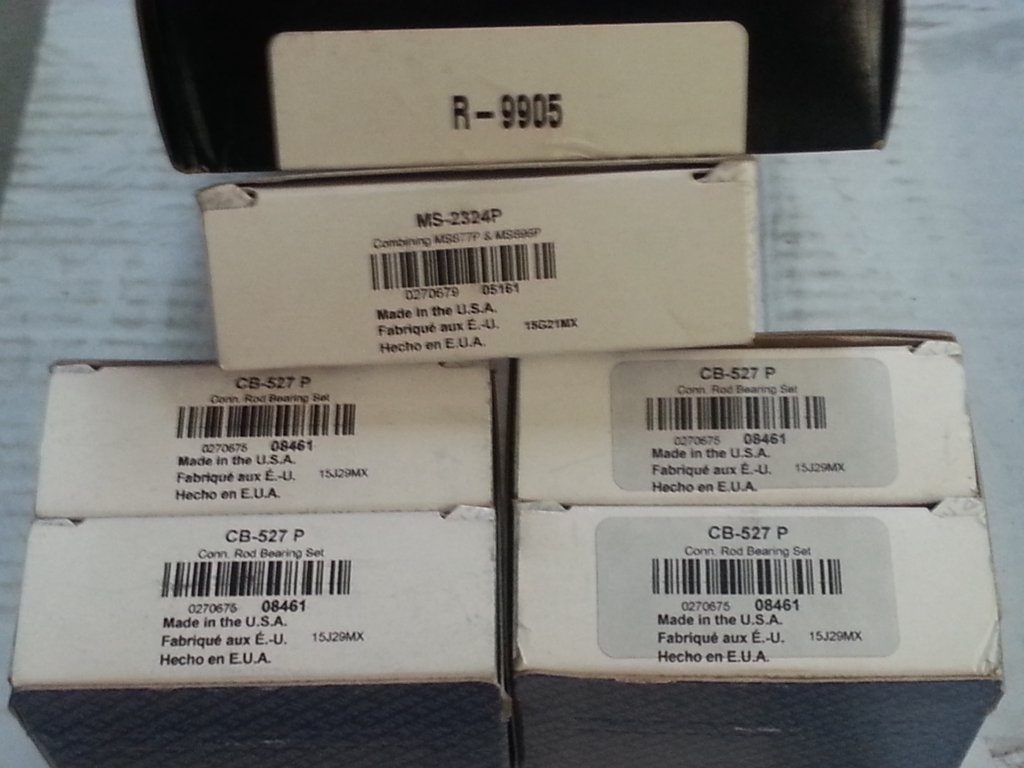 R-9905
MS-2324P
Combining MS877P & MS896P
0270679 05161
Made in the U.S.A.
Fabriqué aux É.-U. 15G21MX
Hecho en E.U.A.
CB-527 P
Conn. Rod Bearing Set
0270675 08461
Made in the U.S.A.
Fabriqué aux É.-U. 15J29MX
Hecho en E.U.A.
CB-527 P
Conn. Rod Bearing Set
0270675 08461
Made in the U.S.A.
Fabriqué aux É.-U. 15J29MX
Hecho en E.U.A.
CB-527 P
Conn. Rod Bearing Set
0270675 08461
Made in the U.S.A.
Fabriqué aux É.-U. 15J29MX
Hecho en E.U.A.
CB-527 P
Conn. Rod Bearing Set
0270675 08461
Made in the U.S.A.
Fabriqué aux É.-U. 15J29MX
Hecho en E.U.A.